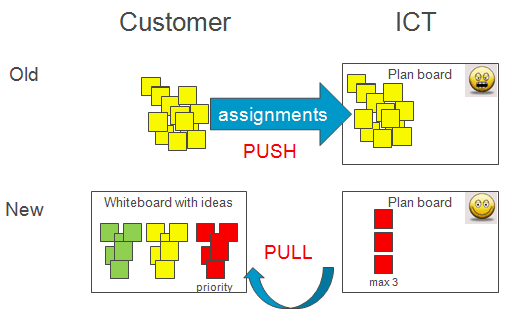 Customer
ICT
Old
assignments
PUSH
Plan board
New
Whiteboard with ideas
priority
PULL
Plan board
max 3